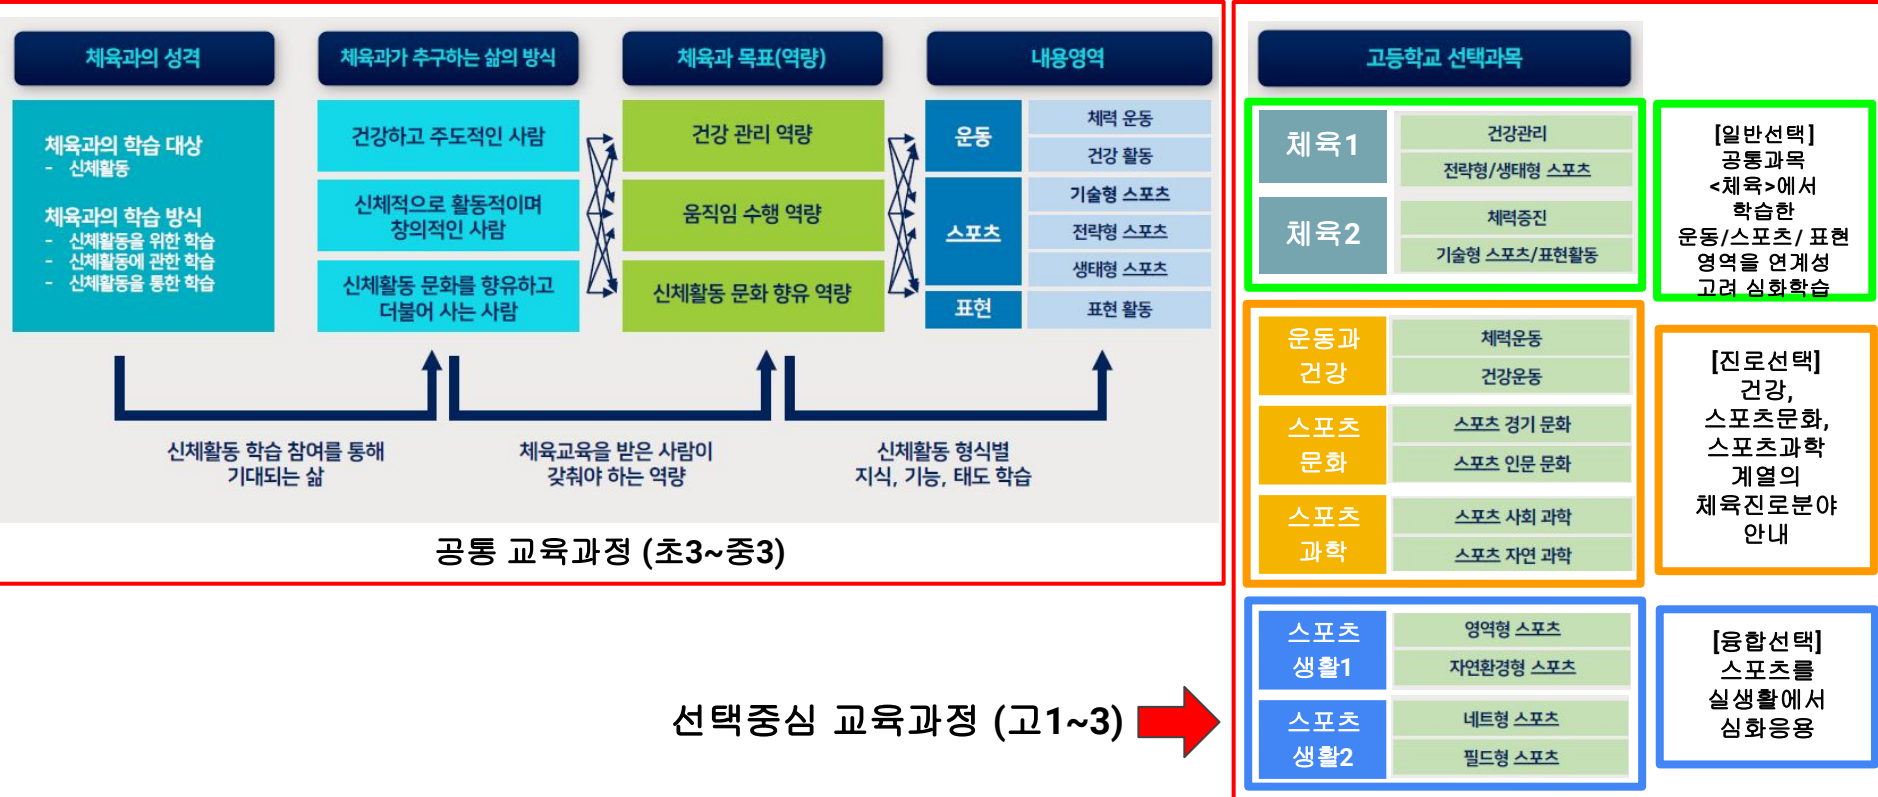 체육과의 성격
체육과의 학습 대상
- 신체활동
체육과의 학습 방식
- 신체활동을 위한 학습
- 신체활동에 관한 학습
- 신체활동을 통한 학습
체육과가 추구하는 삶의 방식
건강하고 주도적인 사람
신체적으로 활동적이며
창의적인 사람
신체활동 문화를 향유하고
더불어 사는 사람
체육과 목표(역량)
건강 관리 역량
움직임 수행 역량
신체활동 문화 향유 역량
내용영역
운동
체력 운동
건강 활동
스포츠
기술형 스포츠
전략형 스포츠
생태형 스포츠
표현
표현 활동
신체활동 학습 참여를 통해
기대되는 삶
체육교육을 받은 사람이
갖춰야 하는 역량
신체활동 형식별
지식, 기능, 태도 학습
공통 교육과정 (초3~중3)
선택중심 교육과정 (고1~3)
고등학교 선택과목
체육1
건강관리
전략형/생태형 스포츠
체육2
체력증진
기술형 스포츠/표현활동
[일반선택]
공통과목
<체육>에서
학습한
운동/스포츠/ 표현
영역을 연계성
고려 심화학습
운동과
건강
체력운동
건강운동
스포츠
문화
스포츠 경기 문화
스포츠 인문 문화
스포츠
과학
스포츠 사회 과학
스포츠 자연 과학
[진로선택]
건강,
스포츠문화,
스포츠과학
계열의
체육진로분야
안내
스포츠
생활1
영역형 스포츠
자연환경형 스포츠
스포츠
생활2
네트형 스포츠
필드형 스포츠
[융합선택]
스포츠를
실생활에서
심화응용